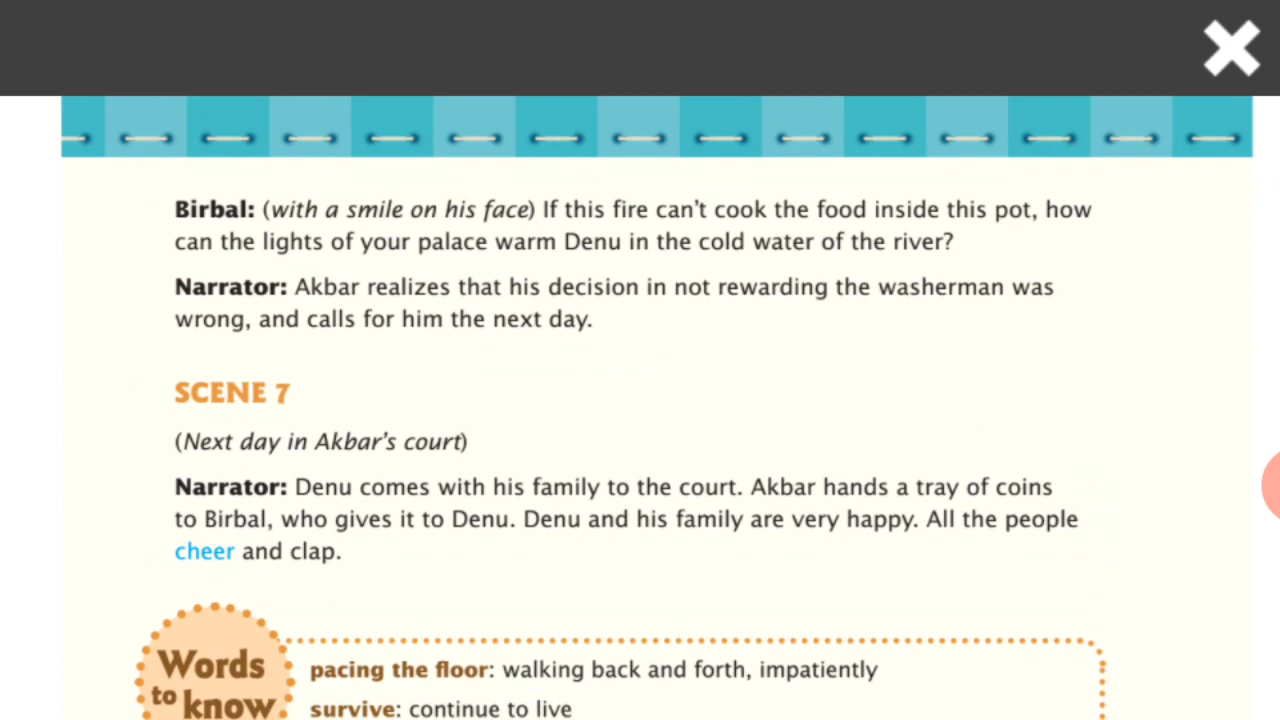 Birbal: (with a smile on his face) If this fire can't cook the food inside this pot, how
can the lights of your palace warm Denu in the cold water of the river?
Narrator: Akbar realizes that his decision in not rewarding the washerman was
wrong, and calls for him the next day.
SCENE 7
(Next day in Akbar's court)
Narrator: Denu comes with his family to the court. Akbar hands a tray of coins
to Birbal, who gives it to Denu. Denu and his family are very happy. All the people
cheer and clap.
Words
to know
pacing the floor: walking back and forth, impatiently
survive: continue to live